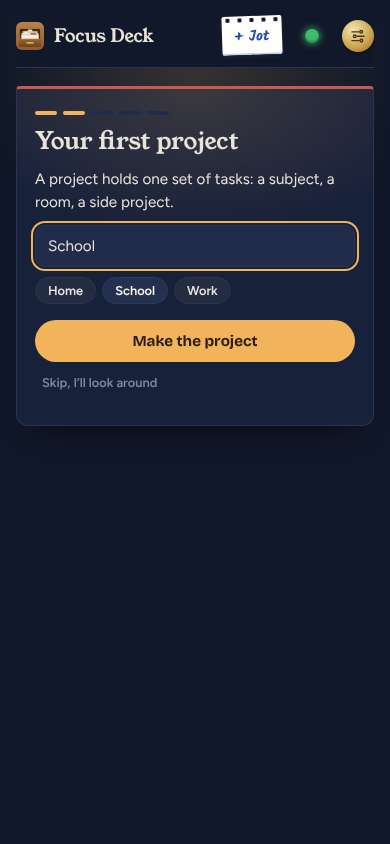 Focus Deck
+ Jot
Your first project
A project holds one set of tasks: a subject, a
room, a side project.
School
Home
School
Work
Make the project
Skip, I'll look around